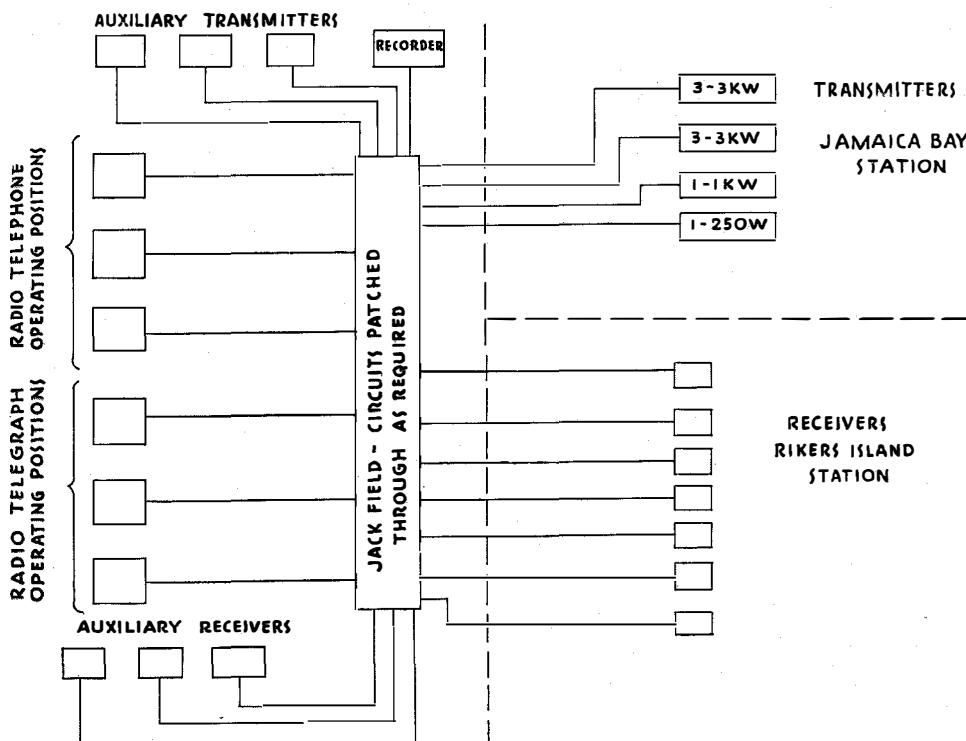 AUXILIARY TRANSMITTERS
RECORDER
3-3KW
TRANSMITTERS
3-3KW
JAMAICA BAY
STATION
1-1KW
1-250W
RADIO TELEPHONE
OPERATING POSITIONS
JACK FIELD - CIRCUITS PATCHED
THROUGH AS REQUIRED
RADIO TELEGRAPH
OPERATING POSITIONS
RECEIVERS
RIKERS ISLAND
STATION
AUXILIARY RECEIVERS